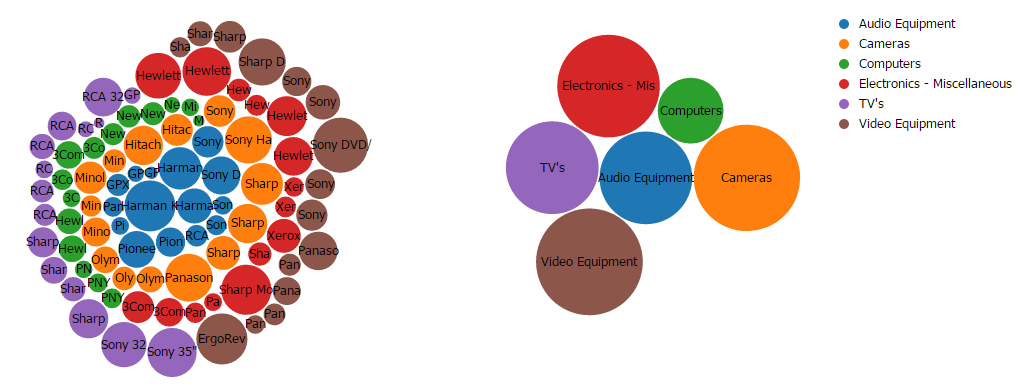 Shar
Sharp
Sha
Sharp D
Hewlett
Hewlett
Sony
Hew
Sony
RCA 32
GP
Ne
Mi
Hew
Sony
Hewlet
New
New
M
RCA
RC
R
New
Hitac
Sony
Sony Ha
Sony DVD/
RCA
3Com
3Co
Hitach
Min
Harman
Hewlet
RC
3Co
Minol
GPX
GP
GP
Sony D
Sharp
Xer
Sony
RCA
3C
Min
Par
Harman K
Harma
Son
Xer
Sony
RCA
Hewl
Mino
Pi
Son
Sharp
Xerox
Sharp
Hewl
Pionee
Pion
RCA
Sharp
Sha
Panaso
Shar
PN
Olym
Pan
Shar
PNY
Oly
Olym
Panason
Sharp Mo
Pana
PNY
3Com
3Com
Pan
Pa
Pan
Pan
Sharp
Sony 32
Sony 35"
ErgoRev
Electronics - Mis
Computers
TV's
Audio Equipment
Cameras
Video Equipment
Audio Equipment
Cameras
Computers
Electronics - Miscellaneous
TV's
Video Equipment